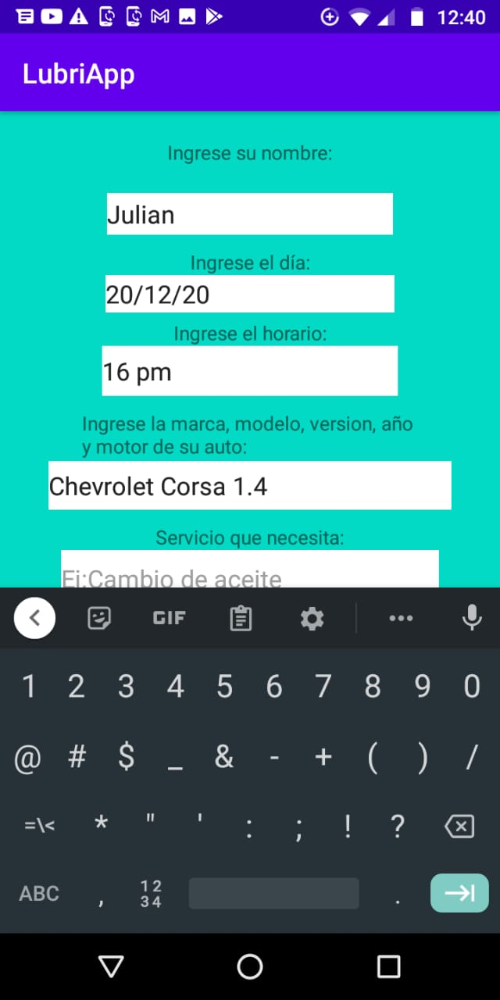 12:40
LubriApp
Ingrese su nombre:
Julian
Ingrese el día:
20/12/20
Ingrese el horario:
16 pm
Ingrese la marca, modelo, version, año
y motor de su auto:
Chevrolet Corsa 1.4
Servicio que necesita:
Ej:Cambio de aceite
GIF
1 2 3 4 5 6 7 8 9 0
@ # $ _ & - + ( ) /
=\< * " ' : ; ! ?
ABC , 12 34 .